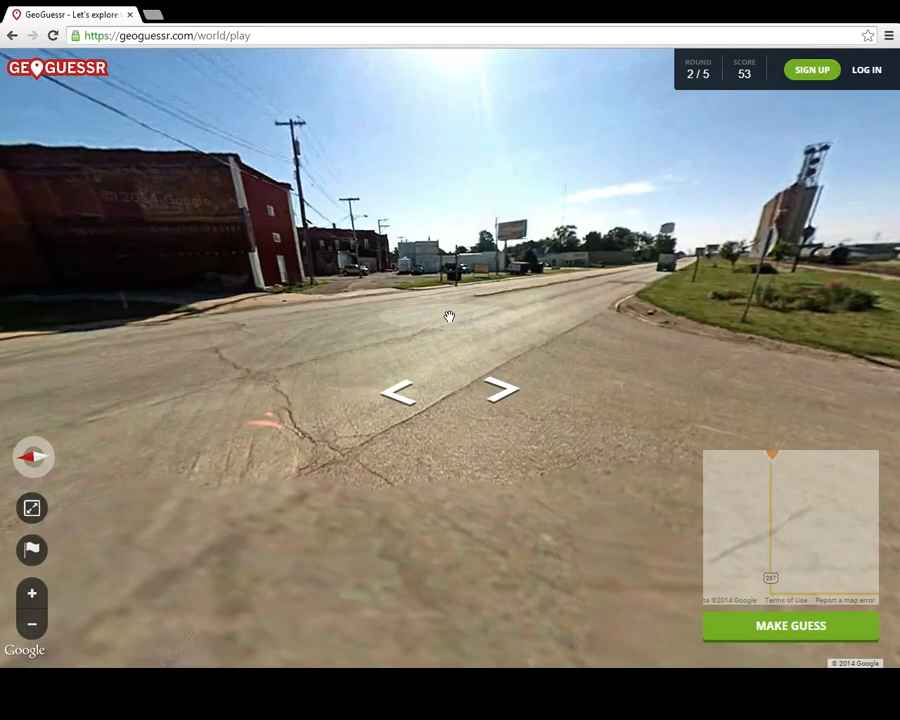 GeoGuessr - Let's explore t
https://geoguessr.com/world/play
GEOGUESSR
ROUND
2 / 5
SCORE
53
SIGN UP
LOG IN
(c) 2014 Google
287
ta ©2014 Google
Terms of Use
Report a map error
MAKE GUESS
Google
© 2014 Google